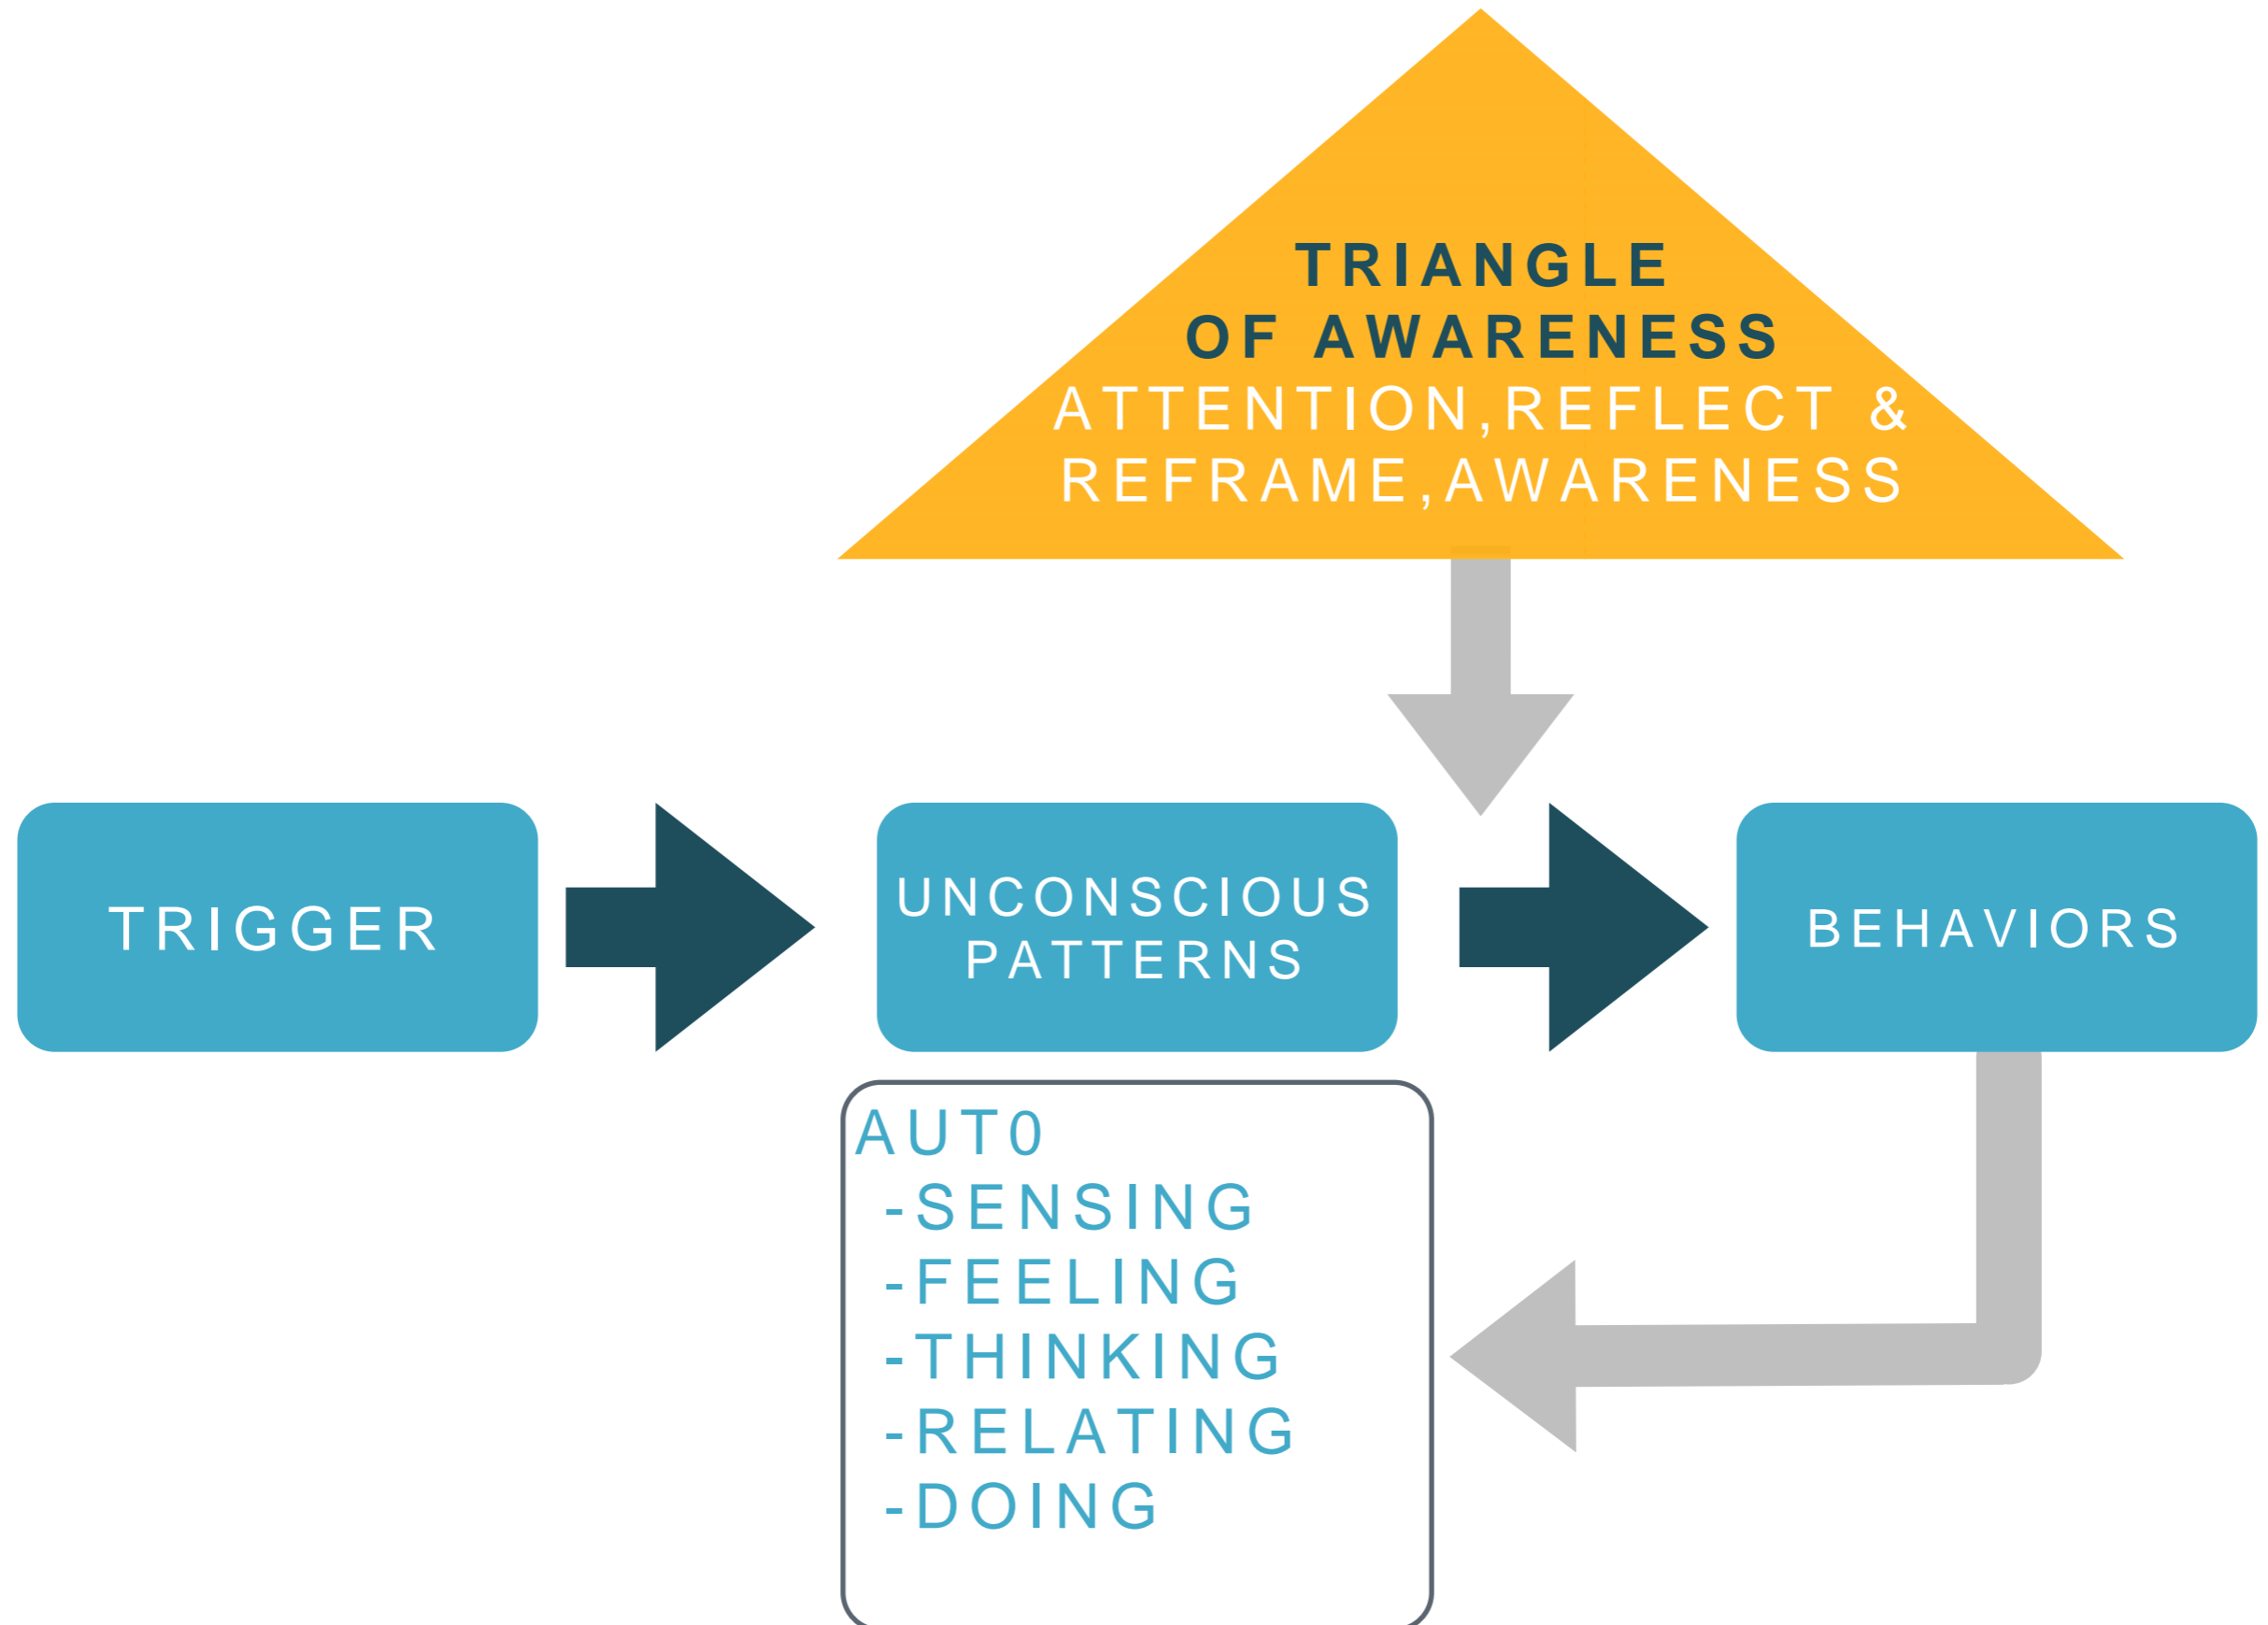 TRIANGLE
OF AWARENESS
ATTENTION,REFLECT &
REFRAME,AWARENESS
TRIGGER
UNCONSCIOUS
PATTERNS
BEHAVIORS
AUT0
-SENSING
-FEELING
-THINKING
-RELATING
-DOING